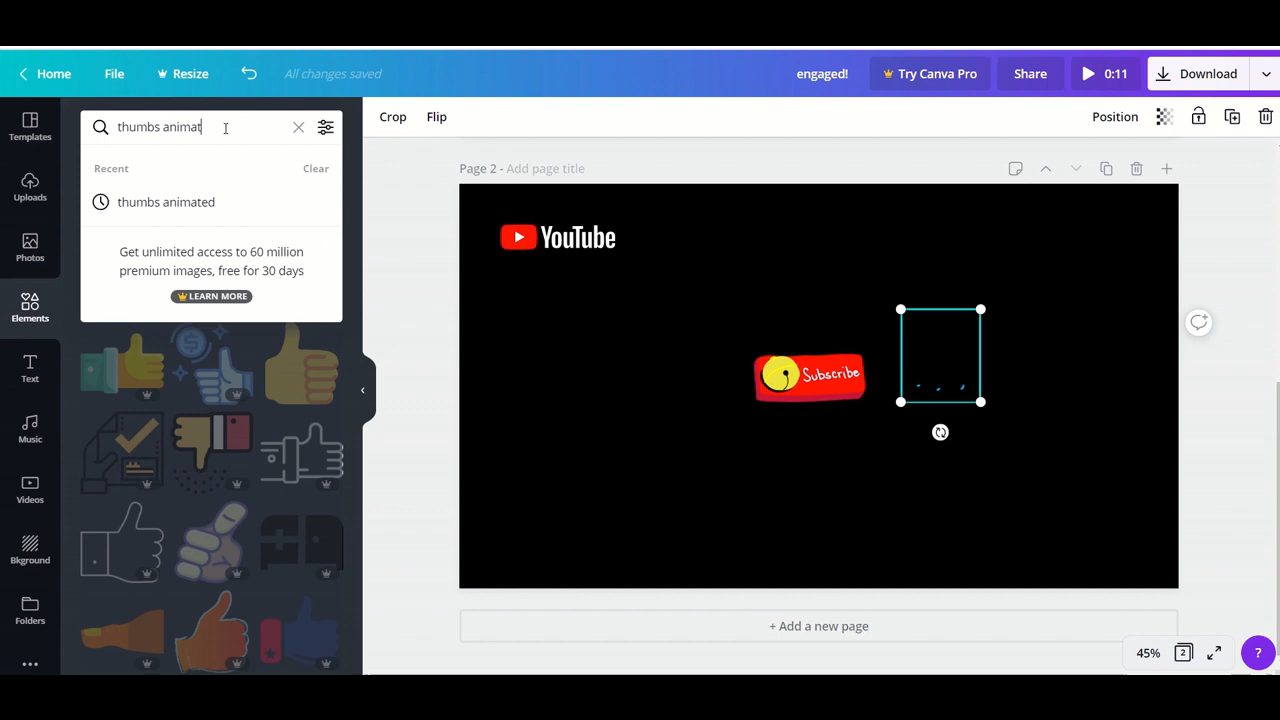 Home File Resize All changes saved engaged! Try Canva Pro Share 0:11 Download
Templates
Uploads
Photos
Elements
Text
Music
Videos
Bkground
Folders
thumbs animat
Recent Clear
thumbs animated
Get unlimited access to 60 million
premium images, free for 30 days
LEARN MORE
Crop Flip Position
Page 2 - Add page title
YouTube
Subscribe
+ Add a new page
45% 2 ?